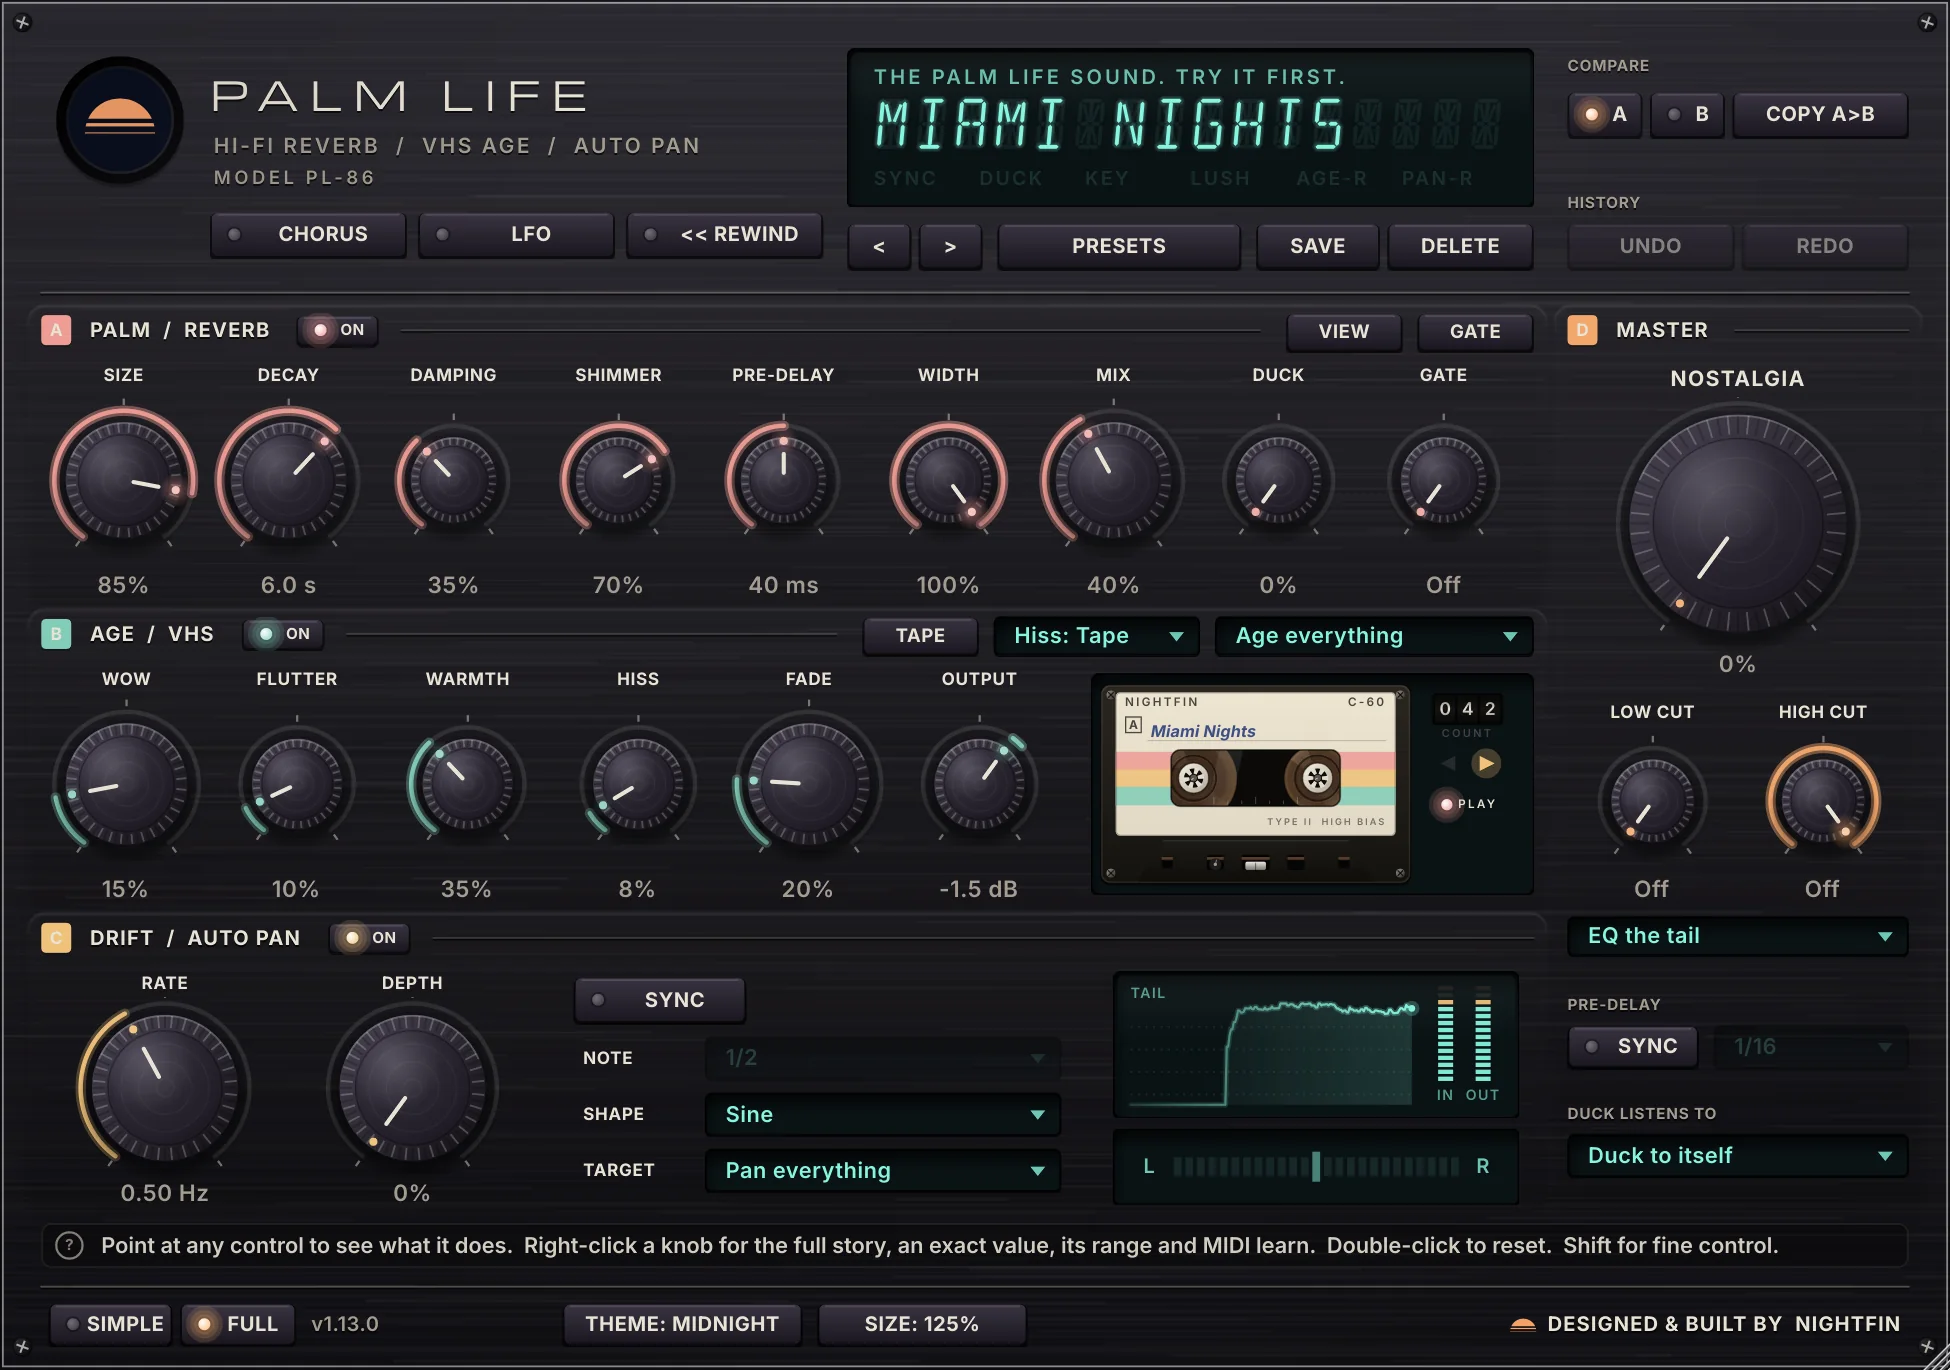 PALM LIFE
HI-FI REVERB / VHS AGE / AUTO PAN
MODEL PL-86
CHORUS LFO << REWIND
THE PALM LIFE SOUND. TRY IT FIRST.
MIAMI NIGHTS
SYNC DUCK KEY LUSH AGE-R PAN-R
< > PRESETS SAVE DELETE
COMPARE
A B COPY A>B
HISTORY
UNDO REDO
A PALM / REVERB ON VIEW GATE
SIZE DECAY DAMPING SHIMMER PRE-DELAY WIDTH MIX DUCK GATE
85% 6.0 s 35% 70% 40 ms 100% 40% 0% Off
D MASTER
NOSTALGIA
0%
LOW CUT HIGH CUT
Off Off
EQ the tail
PRE-DELAY
SYNC 1/16
DUCK LISTENS TO
Duck to itself
B AGE / VHS ON TAPE Hiss: Tape Age everything
WOW FLUTTER WARMTH HISS FADE OUTPUT
15% 10% 35% 8% 20% -1.5 dB
NIGHTFIN C-60
A Miami Nights
TYPE II HIGH BIAS
042
COUNT
PLAY
C DRIFT / AUTO PAN ON
RATE DEPTH
0.50 Hz 0%
SYNC
NOTE 1/2
SHAPE Sine
TARGET Pan everything
TAIL
IN OUT
L R
? Point at any control to see what it does. Right-click a knob for the full story, an exact value, its range and MIDI learn. Double-click to reset. Shift for fine control.
SIMPLE FULL v1.13.0 THEME: MIDNIGHT SIZE: 125% DESIGNED & BUILT BY NIGHTFIN